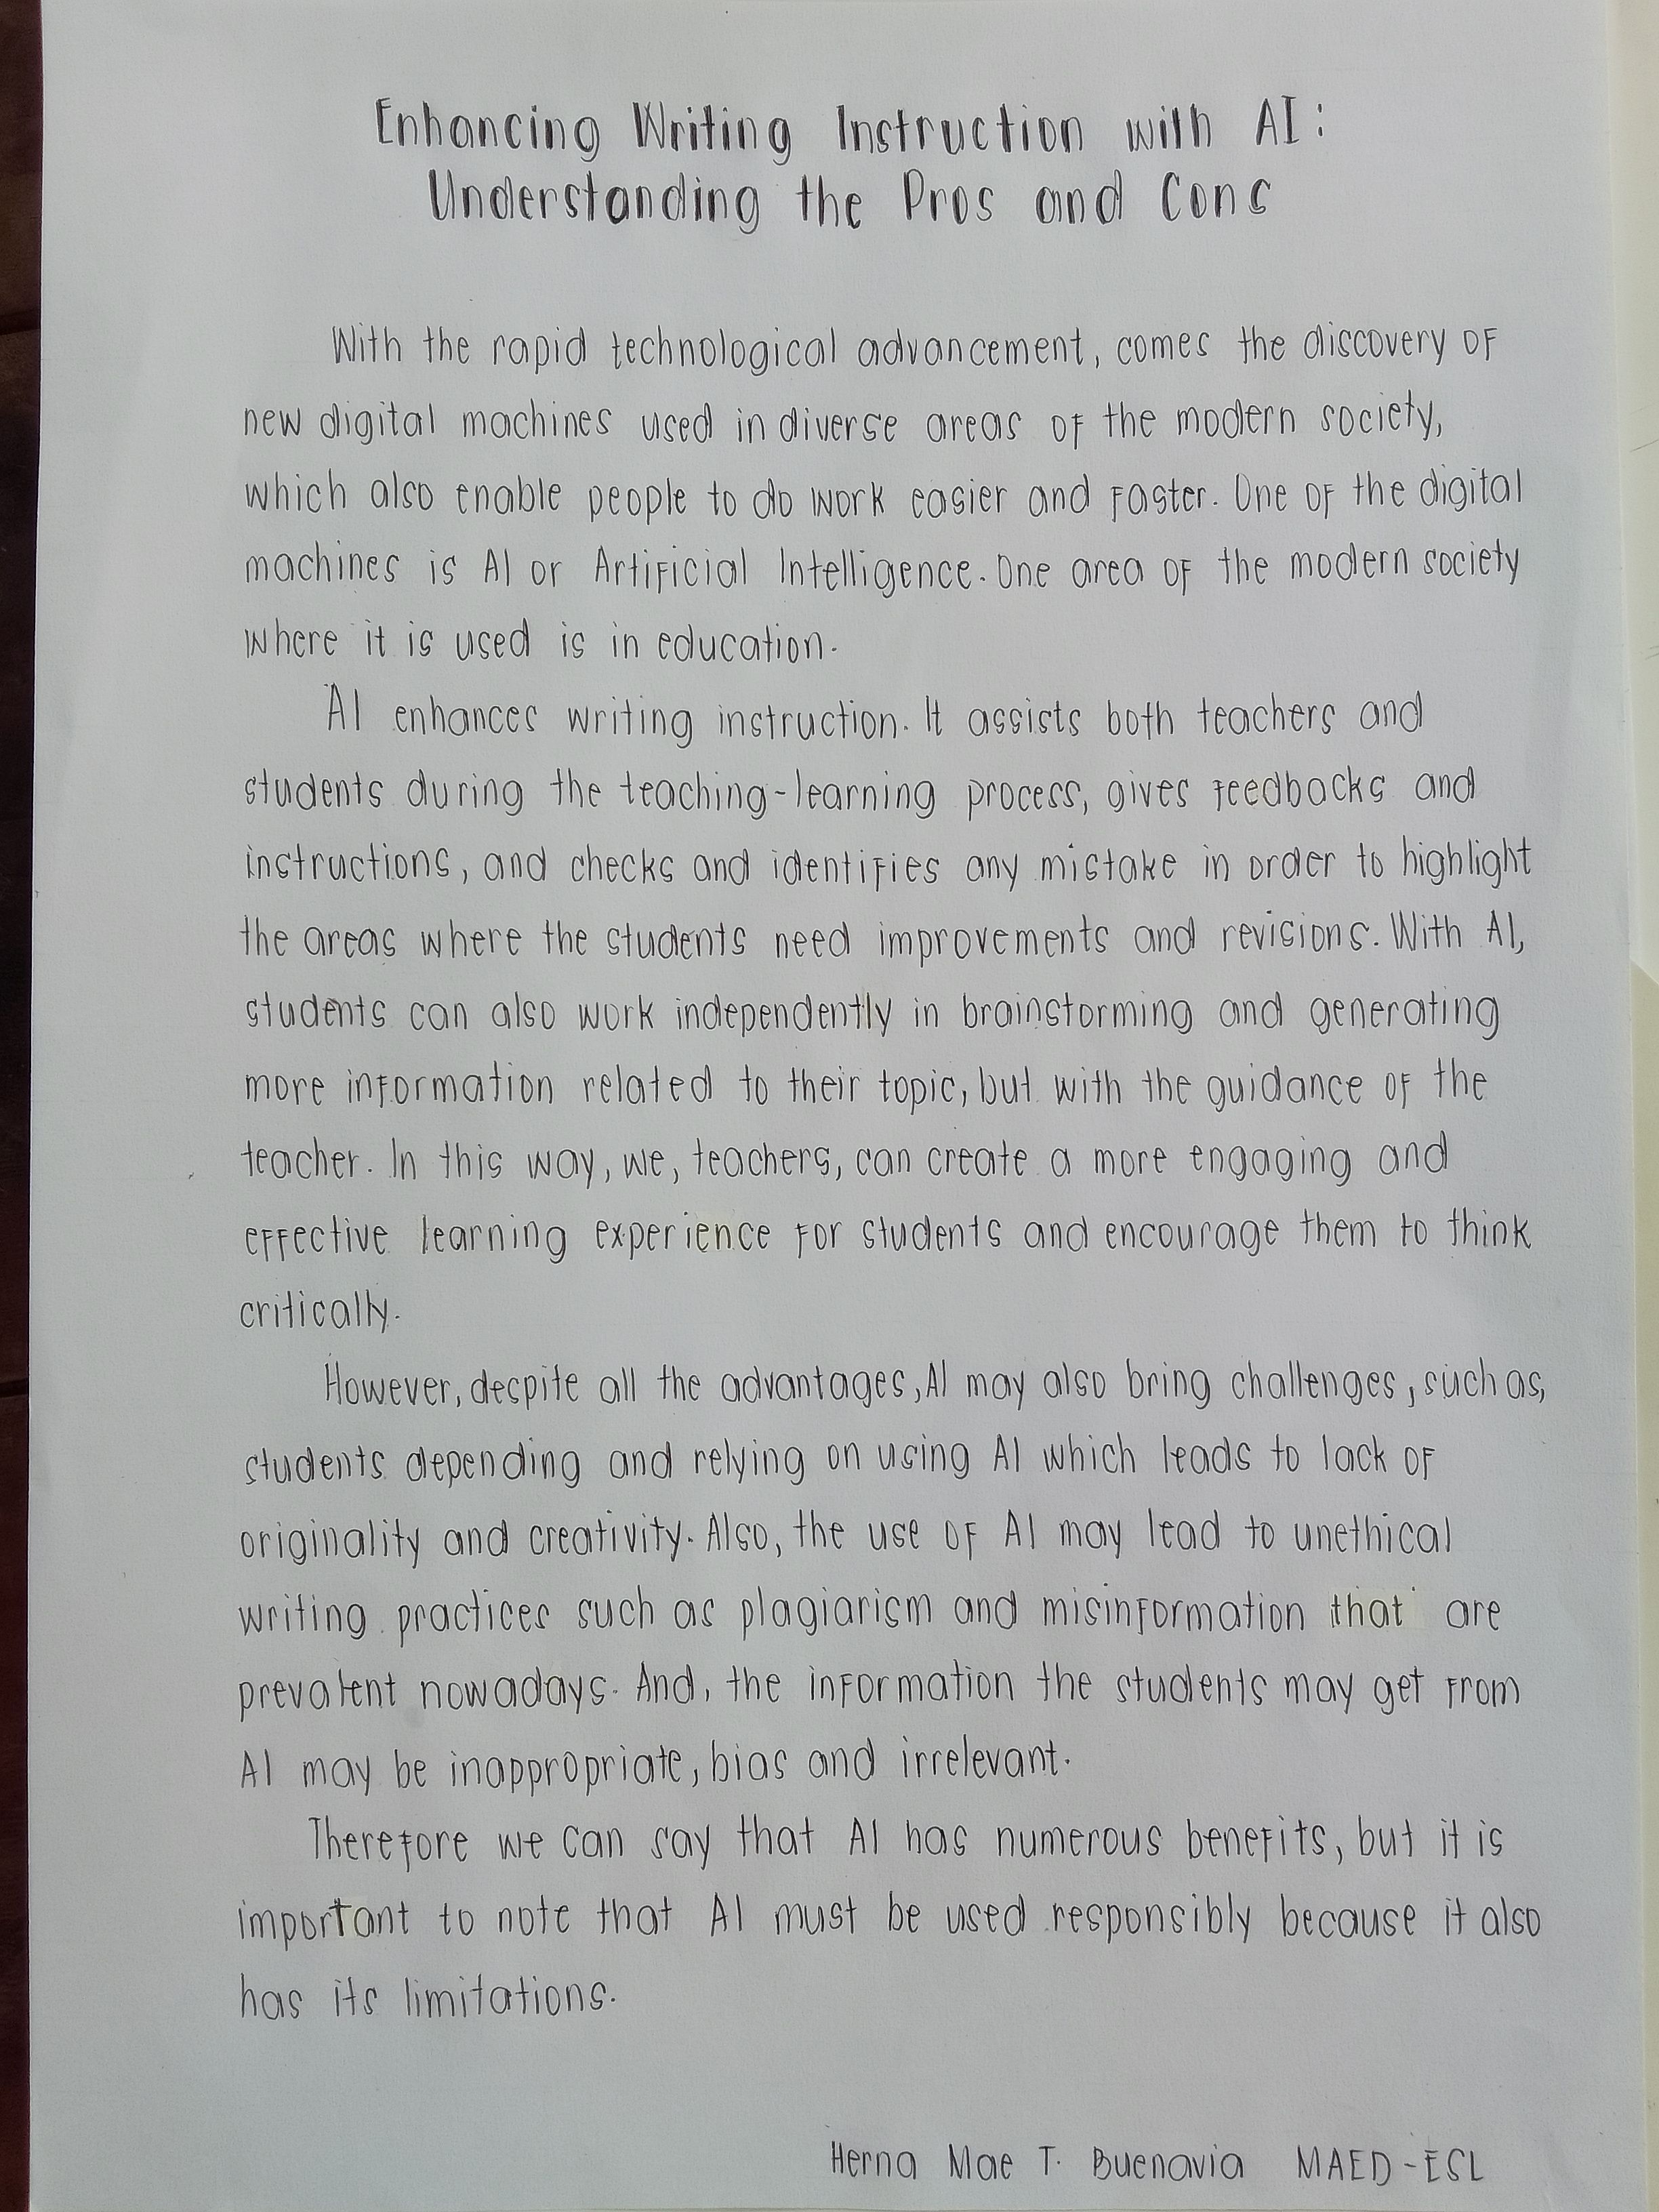 Enhancing Writing Instruction with AI:
Understanding the Pros and Cons
With the rapid technological advancement, comes the discovery of
new digital machines used in diverse areas of the modern society,
which also enable people to do work easier and faster. One of the digital
machines is AI or Artificial Intelligence. One area of the modern society
where it is used is in education.
AI enhances writing instruction. It assists both teachers and
students during the teaching-learning process, gives feedbacks and
instructions, and checks and identifies any mistake in order to highlight
the areas where the students need improvements and revisions. With AI,
students can also work independently in brainstorming and generating
more information related to their topic, but with the guidance of the
teacher. In this way, we, teachers, can create a more engaging and
effective learning experience for students and encourage them to think
critically.
However, despite all the advantages, AI may also bring challenges, such as,
students depending and relying on using AI which leads to lack of
originality and creativity. Also, the use of AI may lead to unethical
writing practices such as plagiarism and misinformation that are
prevalent nowadays. And, the information the students may get from
AI may be inappropriate, bias and irrelevant.
Therefore we can say that AI has numerous benefits, but it is
important to note that AI must be used responsibly because it also
has its limitations.
Herna Mae T. Buenavia MAED-ESL